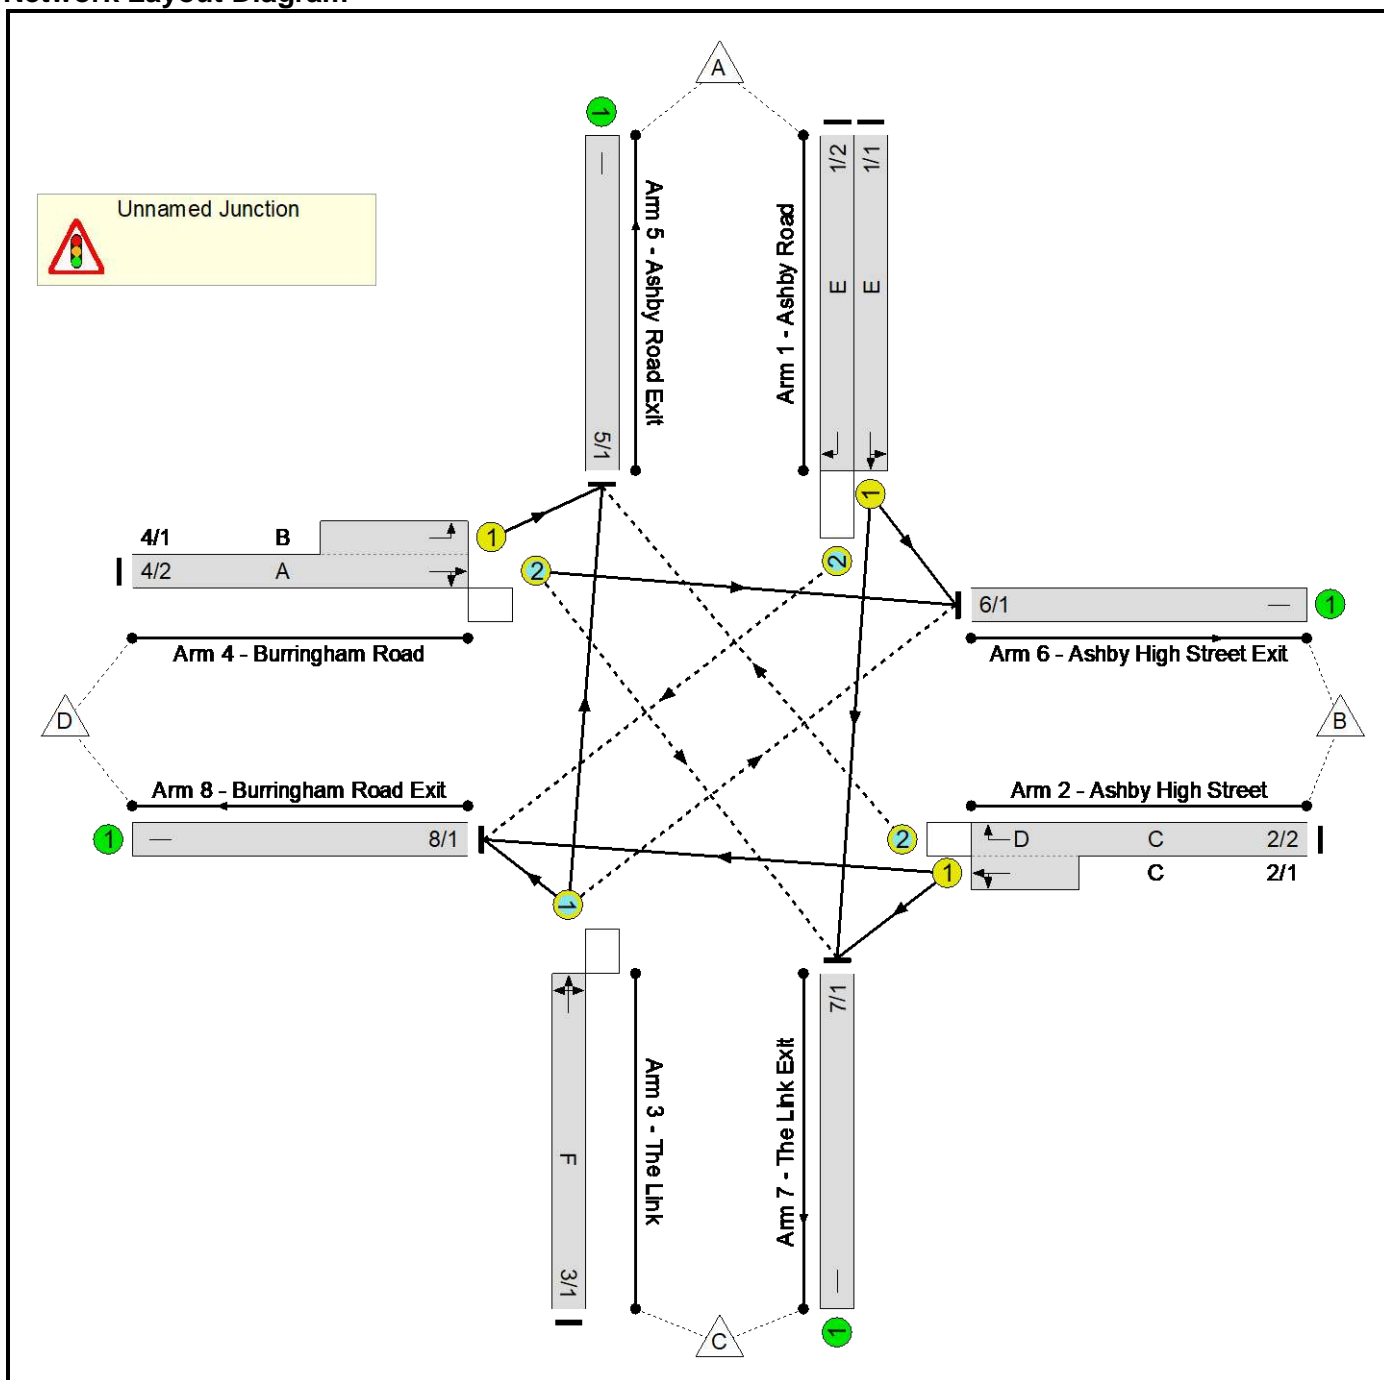 Network Layout Diagram
A
1
1/2
1/1
Unnamed Junction
—
Arm 5 - Ashby Road Exit
Arm 1 - Ashby Road
E
E
5/1
1
4/1 B
1
4/2 A
2
2
6/1 —
1
Arm 4 - Burringham Road
Arm 6 - Ashby High Street Exit
D
B
Arm 8 - Burringham Road Exit
Arm 2 - Ashby High Street
1
— 8/1
2
D C 2/2
1
C 2/1
1
7/1
Arm 3 - The Link
Arm 7 - The Link Exit
F
3/1
—
C
1